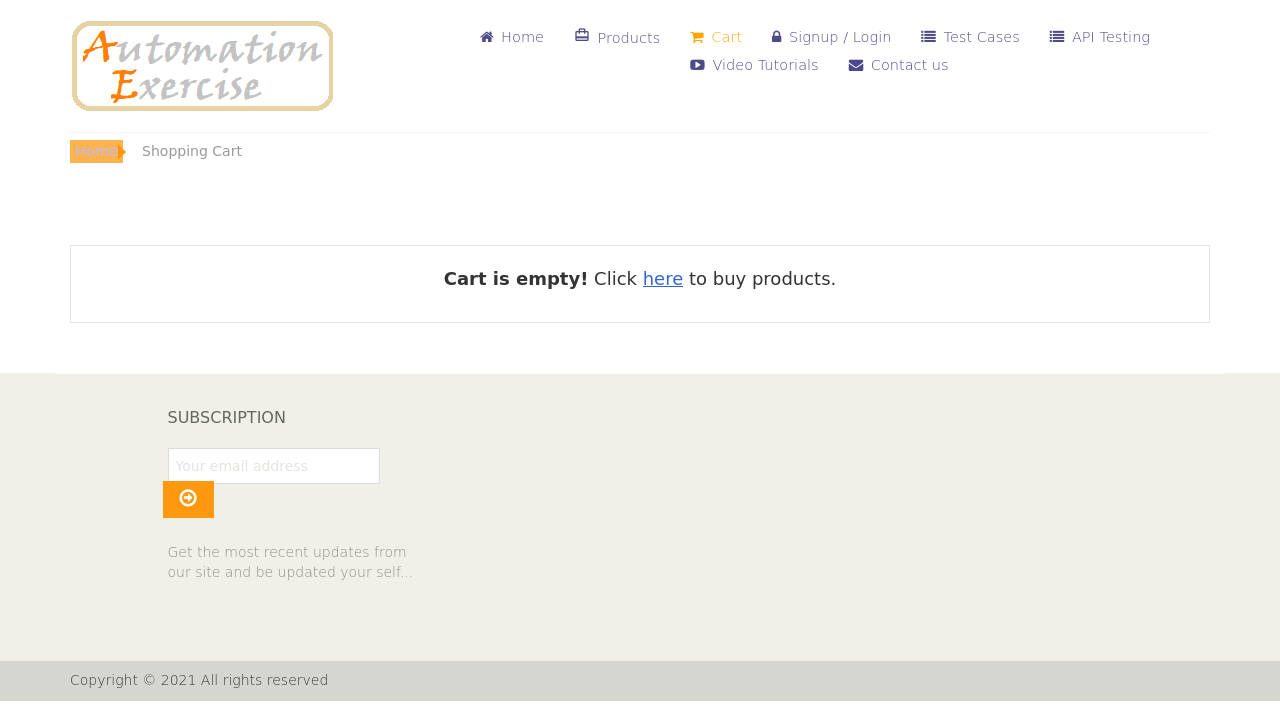 Automation
Exercise
Home Products Cart Signup / Login Test Cases API Testing
Video Tutorials Contact us
Home Shopping Cart
Cart is empty! Click here to buy products.
SUBSCRIPTION
Your email address
Get the most recent updates from
our site and be updated your self...
Copyright © 2021 All rights reserved